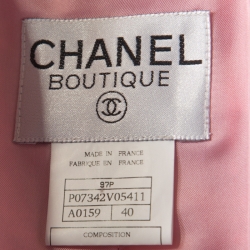 CHANEL
BOUTIQUE
MADE IN FRANCE
FABRIQUE EN FRANCE
97P
P07342V05411
A0159 40
COMPOSITION